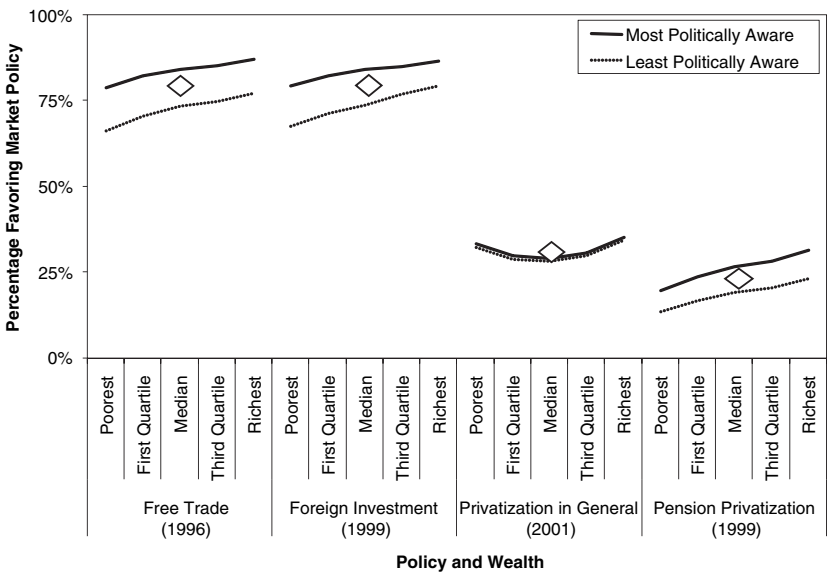 Percentage Favoring Market Policy
100%
75%
50%
25%
0%
Most Politically Aware
Least Politically Aware
Poorest
First Quartile
Median
Third Quartile
Richest
Poorest
First Quartile
Median
Third Quartile
Richest
Poorest
First Quartile
Median
Third Quartile
Richest
Poorest
First Quartile
Median
Third Quartile
Richest
Free Trade
(1996)
Foreign Investment
(1999)
Privatization in General
(2001)
Pension Privatization
(1999)
Policy and Wealth